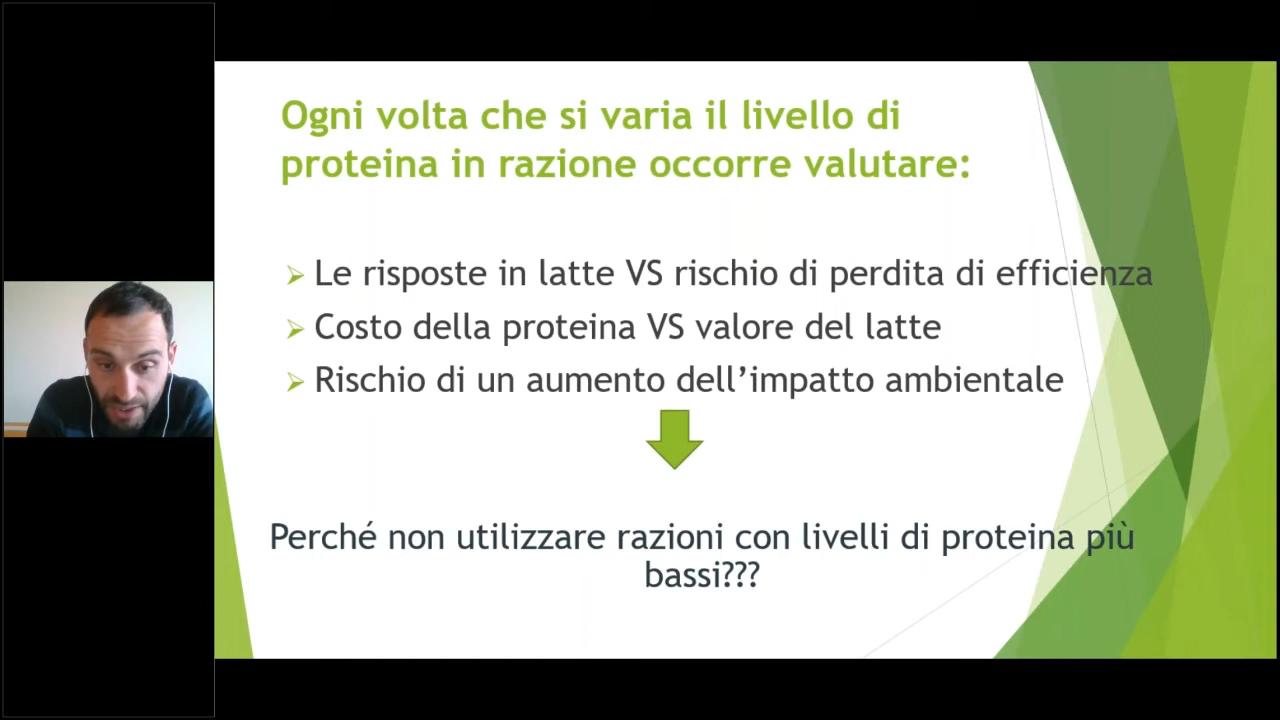 Ogni volta che si varia il livello di
proteina in razione occorre valutare:
Le risposte in latte VS rischio di perdita di efficienza
Costo della proteina VS valore del latte
Rischio di un aumento dell’impatto ambientale
Perché non utilizzare razioni con livelli di proteina più
bassi???